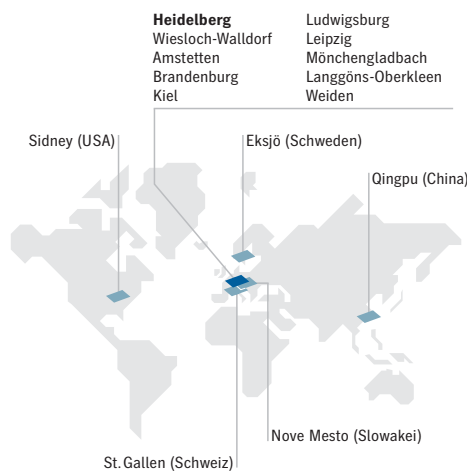 Heidelberg
Wiesloch-Walldorf
Amstetten
Brandenburg
Kiel
Ludwigsburg
Leipzig
Mönchengladbach
Langgöns-Oberkleen
Weiden
Sidney (USA)
Eksjö (Schweden)
Qingpu (China)
Nove Mesto (Slowakei)
St. Gallen (Schweiz)